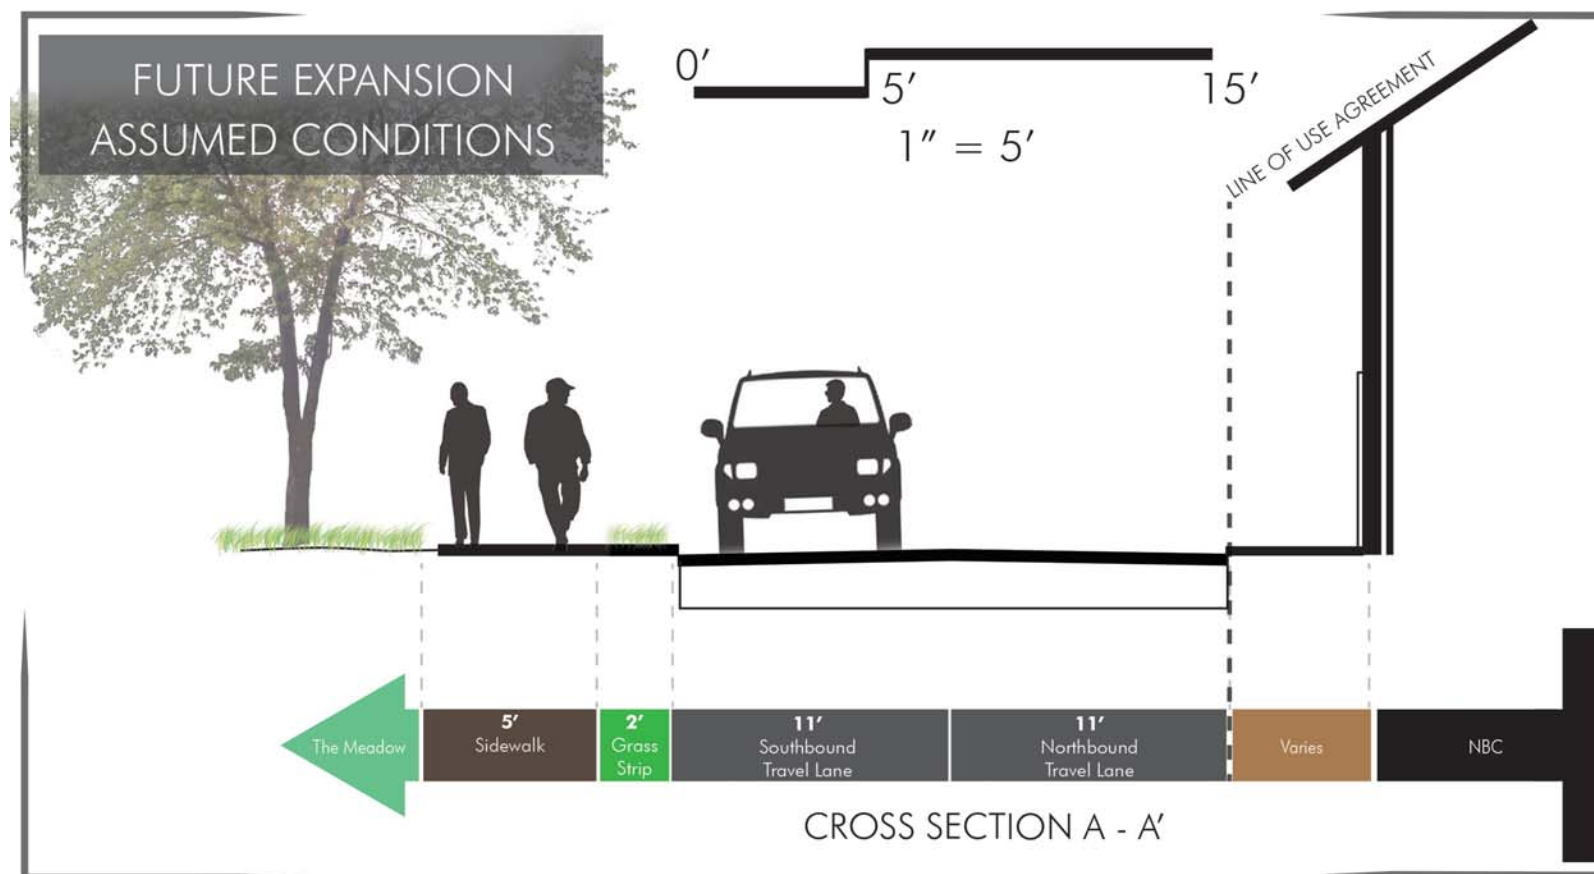 FUTURE EXPANSION
ASSUMED CONDITIONS
0′
5′
15′
1″ = 5′
LINE OF USE AGREEMENT
The Meadow
5′
Sidewalk
2′
Grass
Strip
11′
Southbound
Travel Lane
11′
Northbound
Travel Lane
Varies
NBC
CROSS SECTION A - A′